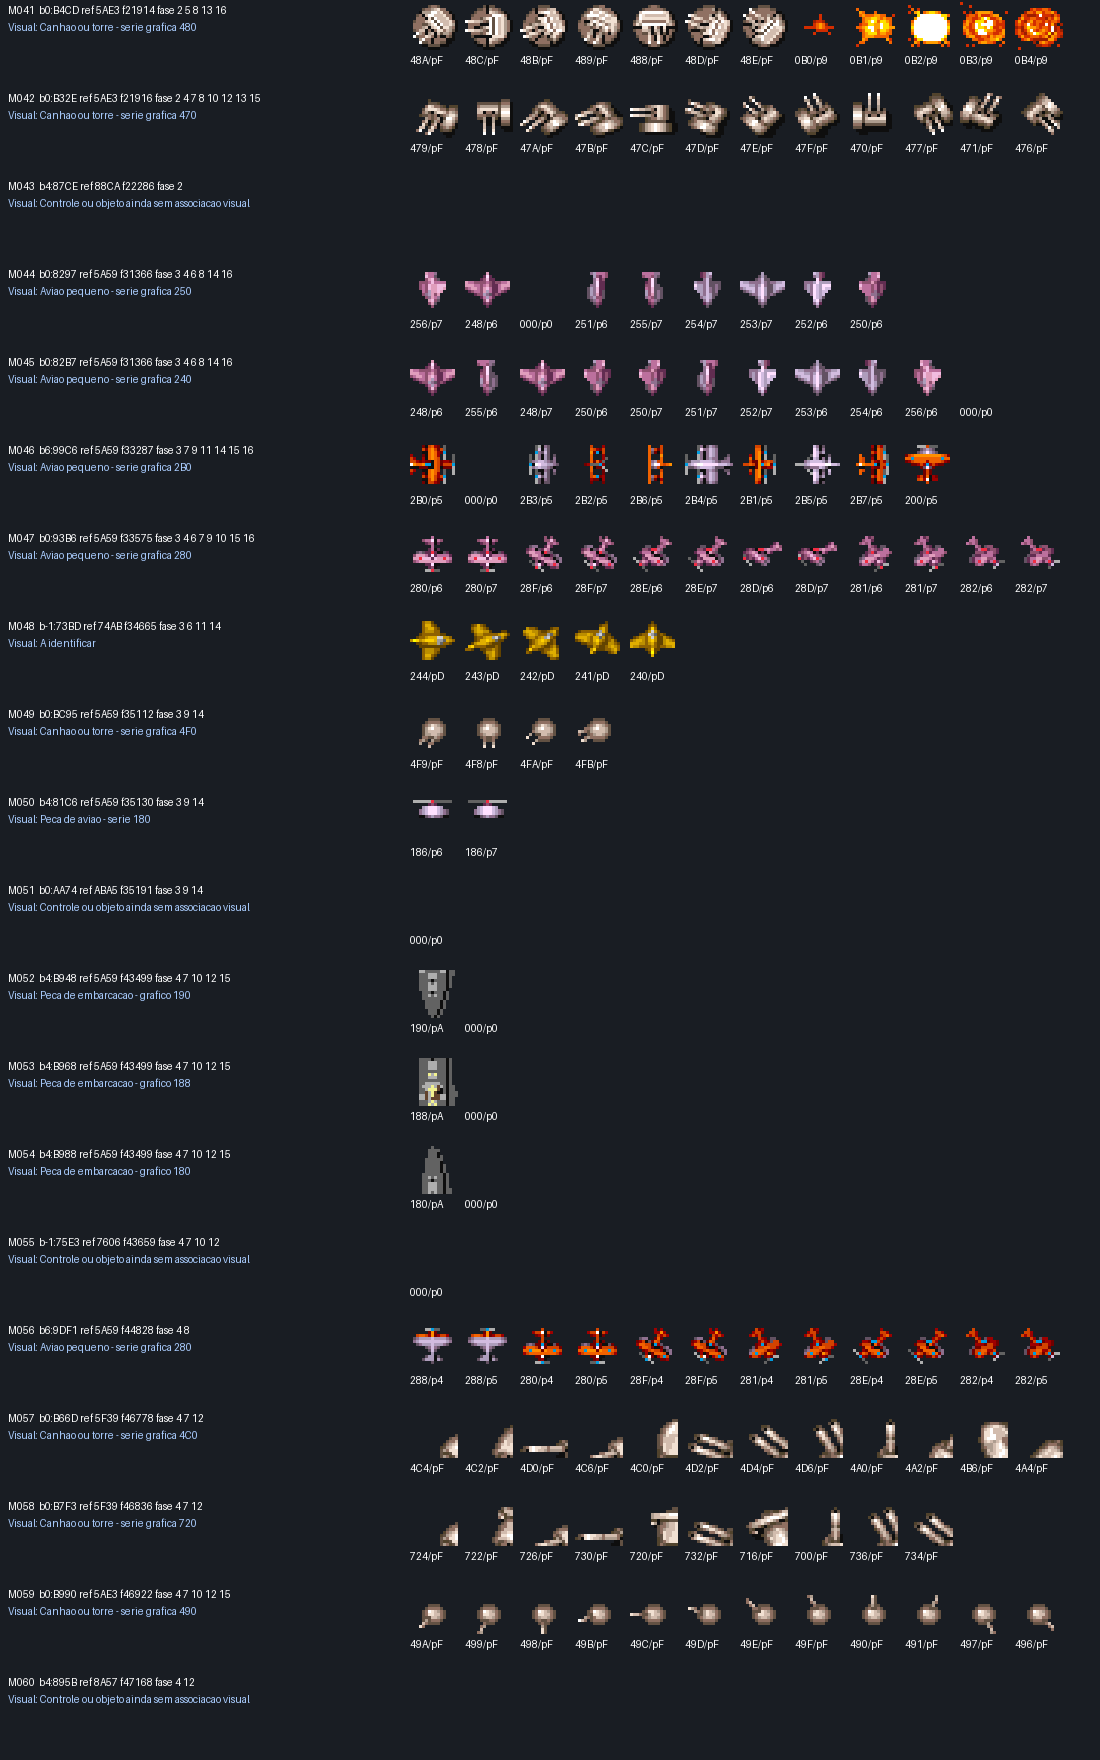 M041 b0:B4CD ref 5AE3 f21914 fase 2 5 8 13 16
Visual: Canhao ou torre - serie grafica 480
48A/pF 48C/pF 48B/pF 489/pF 488/pF 48D/pF 48E/pF 0B0/p9 0B1/p9 0B2/p9 0B3/p9 0B4/p9
M042 b0:B32E ref 5AE3 f21916 fase 2 4 7 8 10 12 13 15
Visual: Canhao ou torre - serie grafica 470
479/pF 478/pF 47A/pF 47B/pF 47C/pF 47D/pF 47E/pF 47F/pF 470/pF 477/pF 471/pF 476/pF
M043 b4:87CE ref 88CA f22286 fase 2
Visual: Controle ou objeto ainda sem associacao visual
M044 b0:8297 ref 5A59 f31366 fase 3 4 6 8 14 16
Visual: Aviao pequeno - serie grafica 250
256/p7 248/p6 000/p0 251/p6 255/p7 254/p7 253/p7 252/p6 250/p6
M045 b0:82B7 ref 5A59 f31366 fase 3 4 6 8 14 16
Visual: Aviao pequeno - serie grafica 240
248/p6 255/p6 248/p7 250/p6 250/p7 251/p7 252/p7 253/p6 254/p6 256/p6 000/p0
M046 b6:99C6 ref 5A59 f33287 fase 3 7 9 11 14 15 16
Visual: Aviao pequeno - serie grafica 2B0
2B0/p5 000/p0 2B3/p5 2B2/p5 2B6/p5 2B4/p5 2B1/p5 2B5/p5 2B7/p5 200/p5
M047 b0:93B6 ref 5A59 f33575 fase 3 4 6 7 9 10 15 16
Visual: Aviao pequeno - serie grafica 280
280/p6 280/p7 28F/p6 28F/p7 28E/p6 28E/p7 28D/p6 28D/p7 281/p6 281/p7 282/p6 282/p7
M048 b-1:73BD ref 74AB f34665 fase 3 6 11 14
Visual: A identificar
244/pD 243/pD 242/pD 241/pD 240/pD
M049 b0:BC95 ref 5A59 f35112 fase 3 9 14
Visual: Canhao ou torre - serie grafica 4F0
4F9/pF 4F8/pF 4FA/pF 4FB/pF
M050 b4:81C6 ref 5A59 f35130 fase 3 9 14
Visual: Peca de aviao - serie 180
186/p6 186/p7
M051 b0:AA74 ref ABA5 f35191 fase 3 9 14
Visual: Controle ou objeto ainda sem associacao visual
000/p0
M052 b4:B948 ref 5A59 f43499 fase 4 7 10 12 15
Visual: Peca de embarcacao - grafico 190
190/pA 000/p0
M053 b4:B968 ref 5A59 f43499 fase 4 7 10 12 15
Visual: Peca de embarcacao - grafico 188
188/pA 000/p0
M054 b4:B988 ref 5A59 f43499 fase 4 7 10 12 15
Visual: Peca de embarcacao - grafico 180
180/pA 000/p0
M055 b-1:75E3 ref 7606 f43659 fase 4 7 10 12
Visual: Controle ou objeto ainda sem associacao visual
000/p0
M056 b6:9DF1 ref 5A59 f44828 fase 4 8
Visual: Aviao pequeno - serie grafica 280
288/p4 288/p5 280/p4 280/p5 28F/p4 28F/p5 281/p4 281/p5 28E/p4 28E/p5 282/p4 282/p5
M057 b0:B66D ref 5F39 f46778 fase 4 7 12
Visual: Canhao ou torre - serie grafica 4C0
4C4/pF 4C2/pF 4D0/pF 4C6/pF 4C0/pF 4D2/pF 4D4/pF 4D6/pF 4A0/pF 4A2/pF 4B6/pF 4A4/pF
M058 b0:B7F3 ref 5F39 f46836 fase 4 7 12
Visual: Canhao ou torre - serie grafica 720
724/pF 722/pF 726/pF 730/pF 720/pF 732/pF 716/pF 700/pF 736/pF 734/pF
M059 b0:B990 ref 5AE3 f46922 fase 4 7 10 12 15
Visual: Canhao ou torre - serie grafica 490
49A/pF 499/pF 498/pF 49B/pF 49C/pF 49D/pF 49E/pF 49F/pF 490/pF 491/pF 497/pF 496/pF
M060 b4:895B ref 8A57 f47168 fase 4 12
Visual: Controle ou objeto ainda sem associacao visual